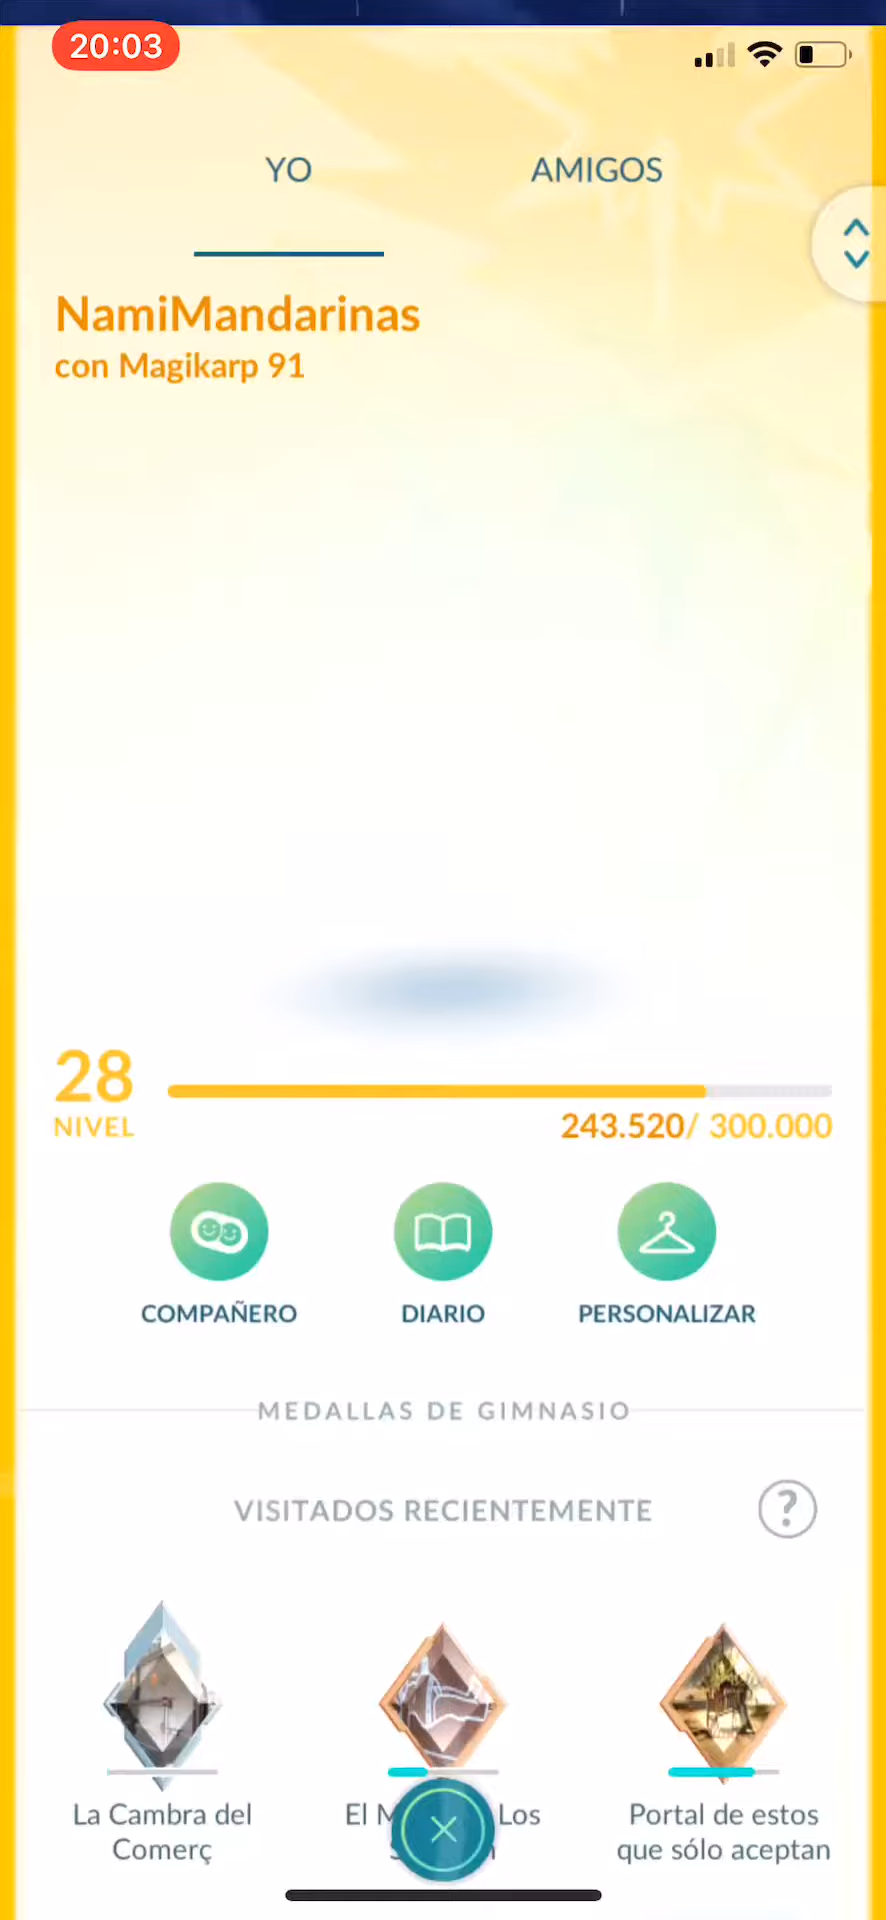 20:03
YO
AMIGOS
NamiMandarinas
con Magikarp 91
28
NIVEL
243.520/ 300.000
COMPAÑERO
DIARIO
PERSONALIZAR
MEDALLAS DE GIMNASIO
VISITADOS RECIENTEMENTE
?
La Cambra del
Comerç
El
Los
Portal de estos
que sólo aceptan